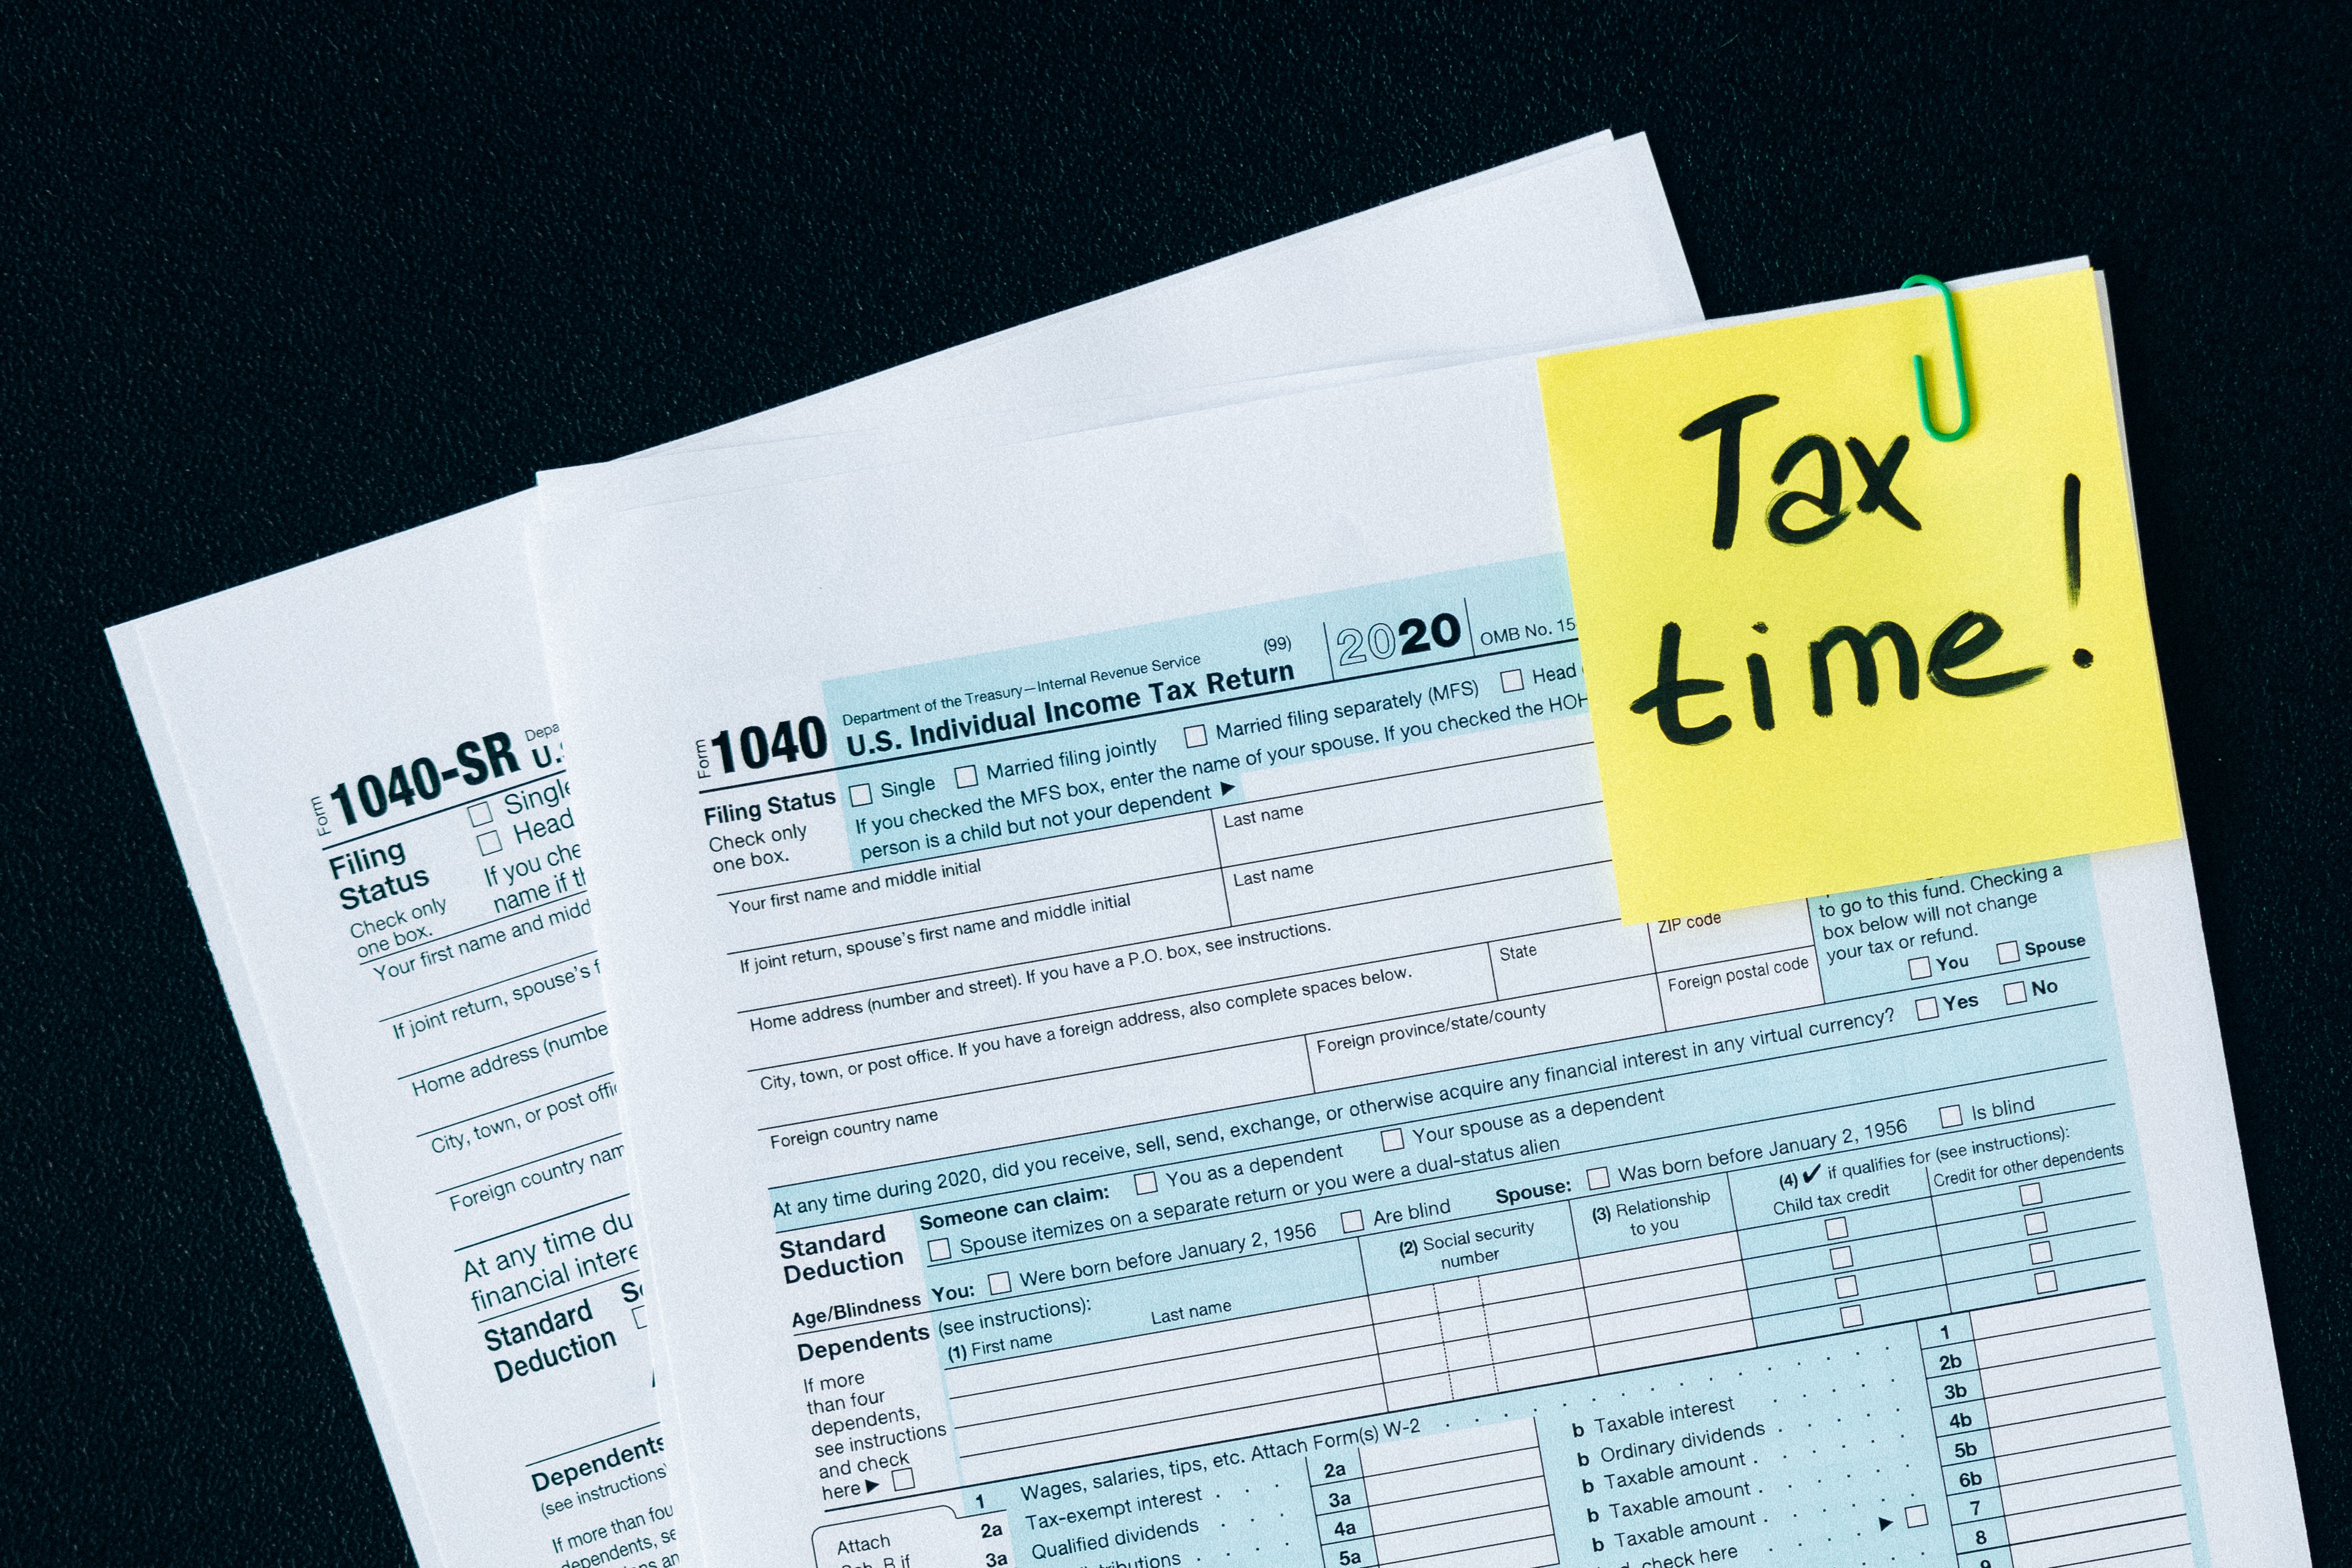 Tax
time!
Form 1040-SR Depa
U.
Filing
Status
Check only
one box.
Single
Head
If you che
name if th
Your first name and midd
If joint return, spouse's f
Home address (numbe
City, town, or post offic
Foreign country nam
At any time du
financial intere
Standard
Deduction
Dependents
(see instructions)
If more than fou
dependents, se
Form 1040
Department of the Treasury—Internal Revenue Service (99)
U.S. Individual Income Tax Return
2020
OMB No. 15
Filing Status
Check only
one box.
Single Married filing jointly Married filing separately (MFS) Head
If you checked the MFS box, enter the name of your spouse. If you checked the HOH
person is a child but not your dependent ▶
Your first name and middle initial Last name
If joint return, spouse's first name and middle initial Last name
Home address (number and street). If you have a P.O. box, see instructions.
City, town, or post office. If you have a foreign address, also complete spaces below. State ZIP code
Foreign country name Foreign province/state/county Foreign postal code
to go to this fund. Checking a
box below will not change
your tax or refund.
You Spouse
At any time during 2020, did you receive, sell, send, exchange, or otherwise acquire any financial interest in any virtual currency? Yes No
Standard
Deduction
Someone can claim: You as a dependent Your spouse as a dependent
Spouse itemizes on a separate return or you were a dual-status alien
Age/Blindness You: Were born before January 2, 1956 Are blind Spouse: Was born before January 2, 1956 Is blind
Dependents (see instructions):
(1) First name Last name
(2) Social security
number
(3) Relationship
to you
(4) ✔ if qualifies for (see instructions):
Child tax credit Credit for other dependents
If more
than four
dependents,
see instructions
and check
here ▶
1 Wages, salaries, tips, etc. Attach Form(s) W-2 1
Attach
2a Tax-exempt interest 2a b Taxable interest 2b
3a Qualified dividends 3a b Ordinary dividends 3b
4a b Taxable amount 4b
5a b Taxable amount 5b
b Taxable amount 6b
check here ▶ 7
8
9